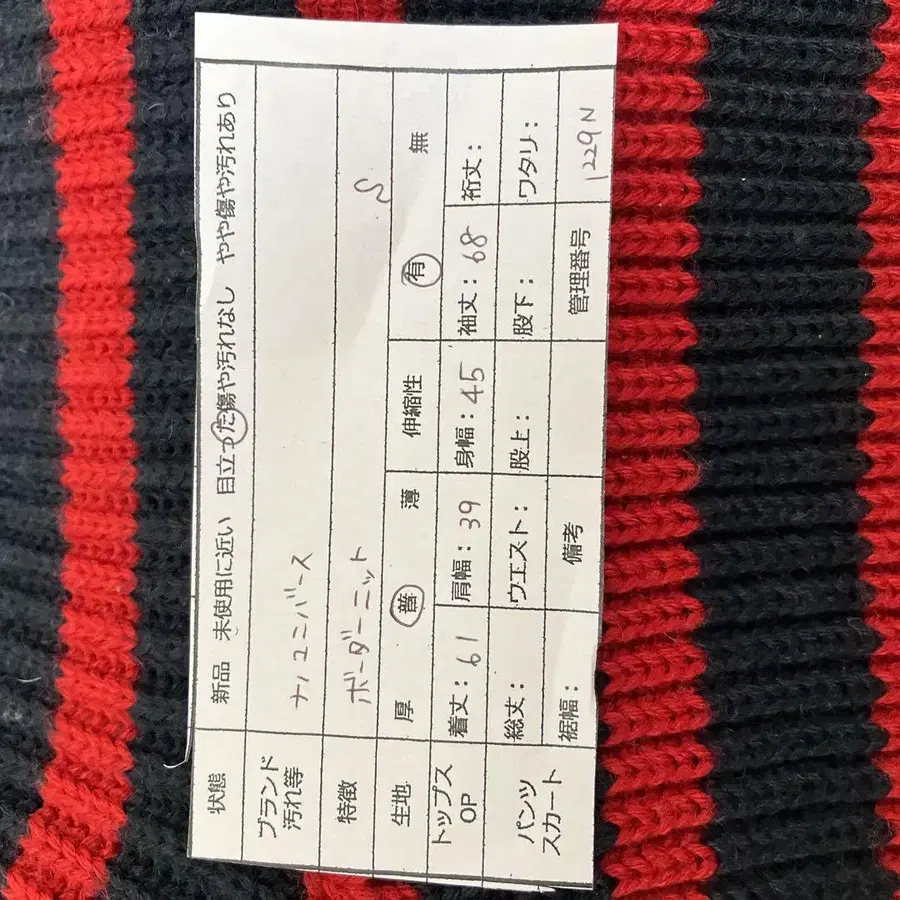 状態 新品 未使用に近い 目立った傷や汚れなし やや傷や汚れあり
ブランド ナノユニバース
汚れ等
特徴 ボーダーニット S
生地 厚 普 薄 伸縮性 有 無
トップス OP 着丈：61 肩幅：39 身幅：45 袖丈：68 裄丈：
パンツ スカート 総丈： ウエスト： 股上： 股下： ワタリ：
裾幅： 備考 管理番号 1229N